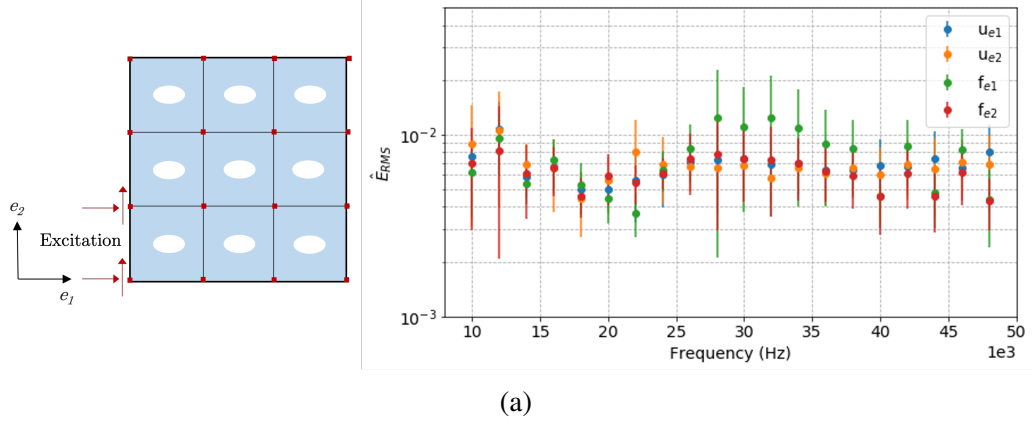 e2
Excitation
e1
u_e1
u_e2
f_e1
f_e2
10^-2
10^-3
Ê_RMS
10 15 20 25 30 35 40 45 50
Frequency (Hz)
1e3
(a)